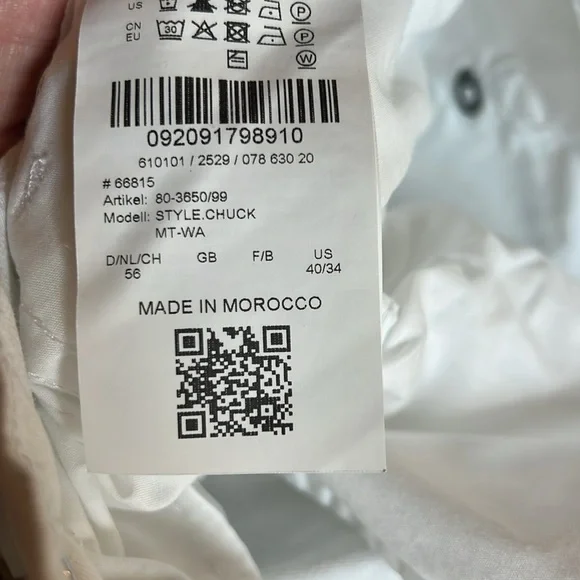 US
CN
EU
30
P
P
W
092091798910
610101 / 2529 / 078 630 20
# 66815
Artikel: 80-3650/99
Modell: STYLE.CHUCK
MT-WA
D/NL/CH GB F/B US
56 40/34
MADE IN MOROCCO